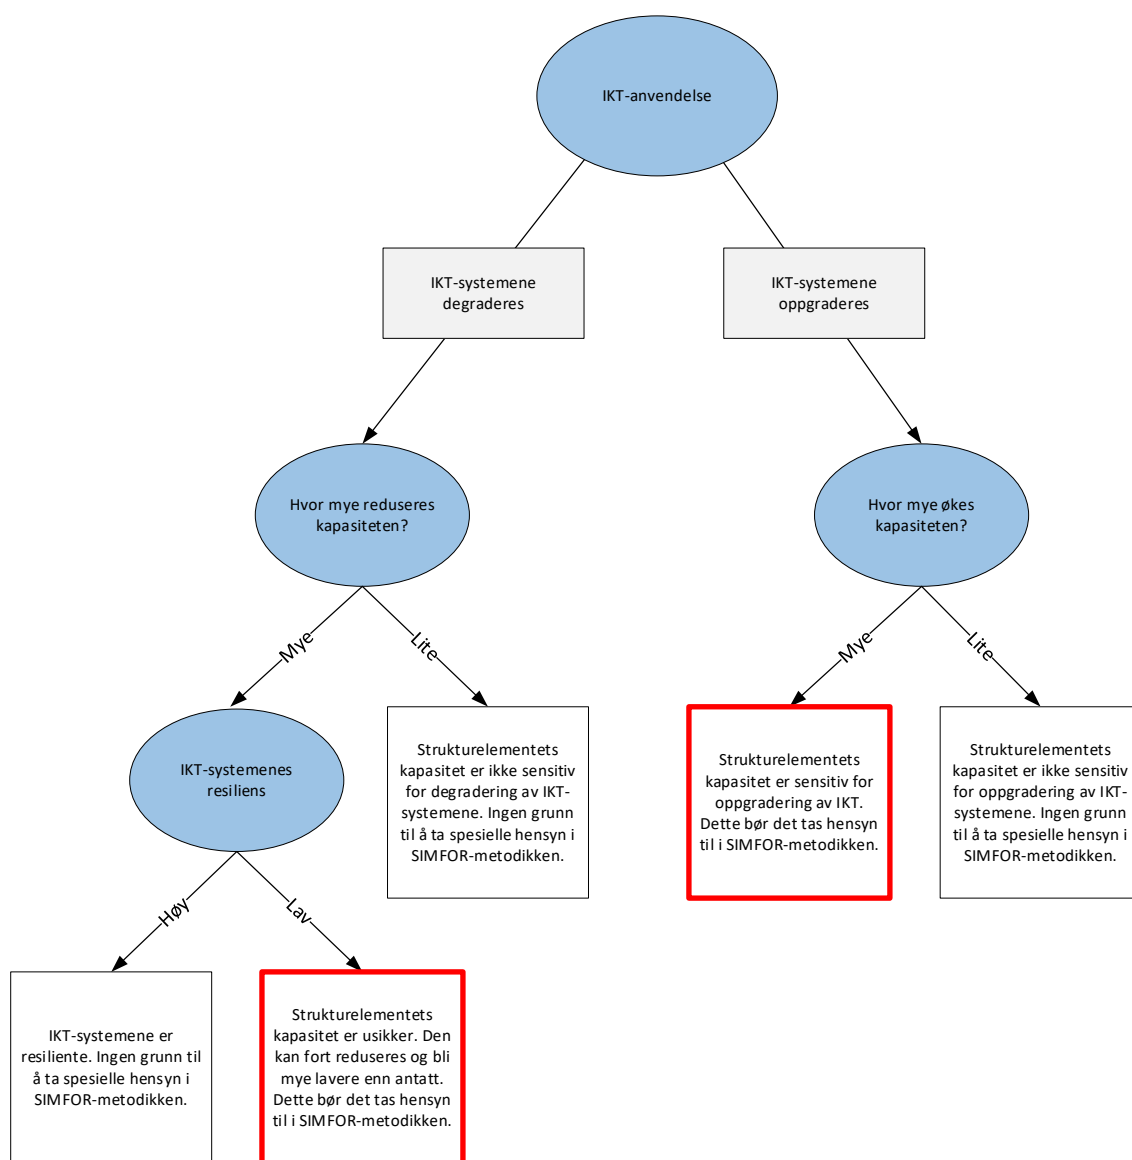 IKT-anvendelse
IKT-systemene
degraderes
IKT-systemene
oppgraderes
Hvor mye reduseres
kapasiteten?
Hvor mye økes
kapasiteten?
Mye
Lite
Mye
Lite
IKT-systemenes
resiliens
Strukturelementets
kapasitet er ikke sensitiv
for degradering av IKT-
systemene. Ingen grunn
til å ta spesielle hensyn i
SIMFOR-metodikken.
Strukturelementets
kapasitet er sensitiv for
oppgradering av IKT.
Dette bør det tas hensyn
til i SIMFOR-metodikken.
Strukturelementets
kapasitet er ikke sensitiv
for oppgradering av IKT-
systemene. Ingen grunn
til å ta spesielle hensyn i
SIMFOR-metodikken.
Høy
Lav
IKT-systemene er
resiliente. Ingen grunn til
å ta spesielle hensyn i
SIMFOR-metodikken.
Strukturelementets
kapasitet er usikker. Den
kan fort reduseres og bli
mye lavere enn antatt.
Dette bør det tas hensyn
til i SIMFOR-metodikken.